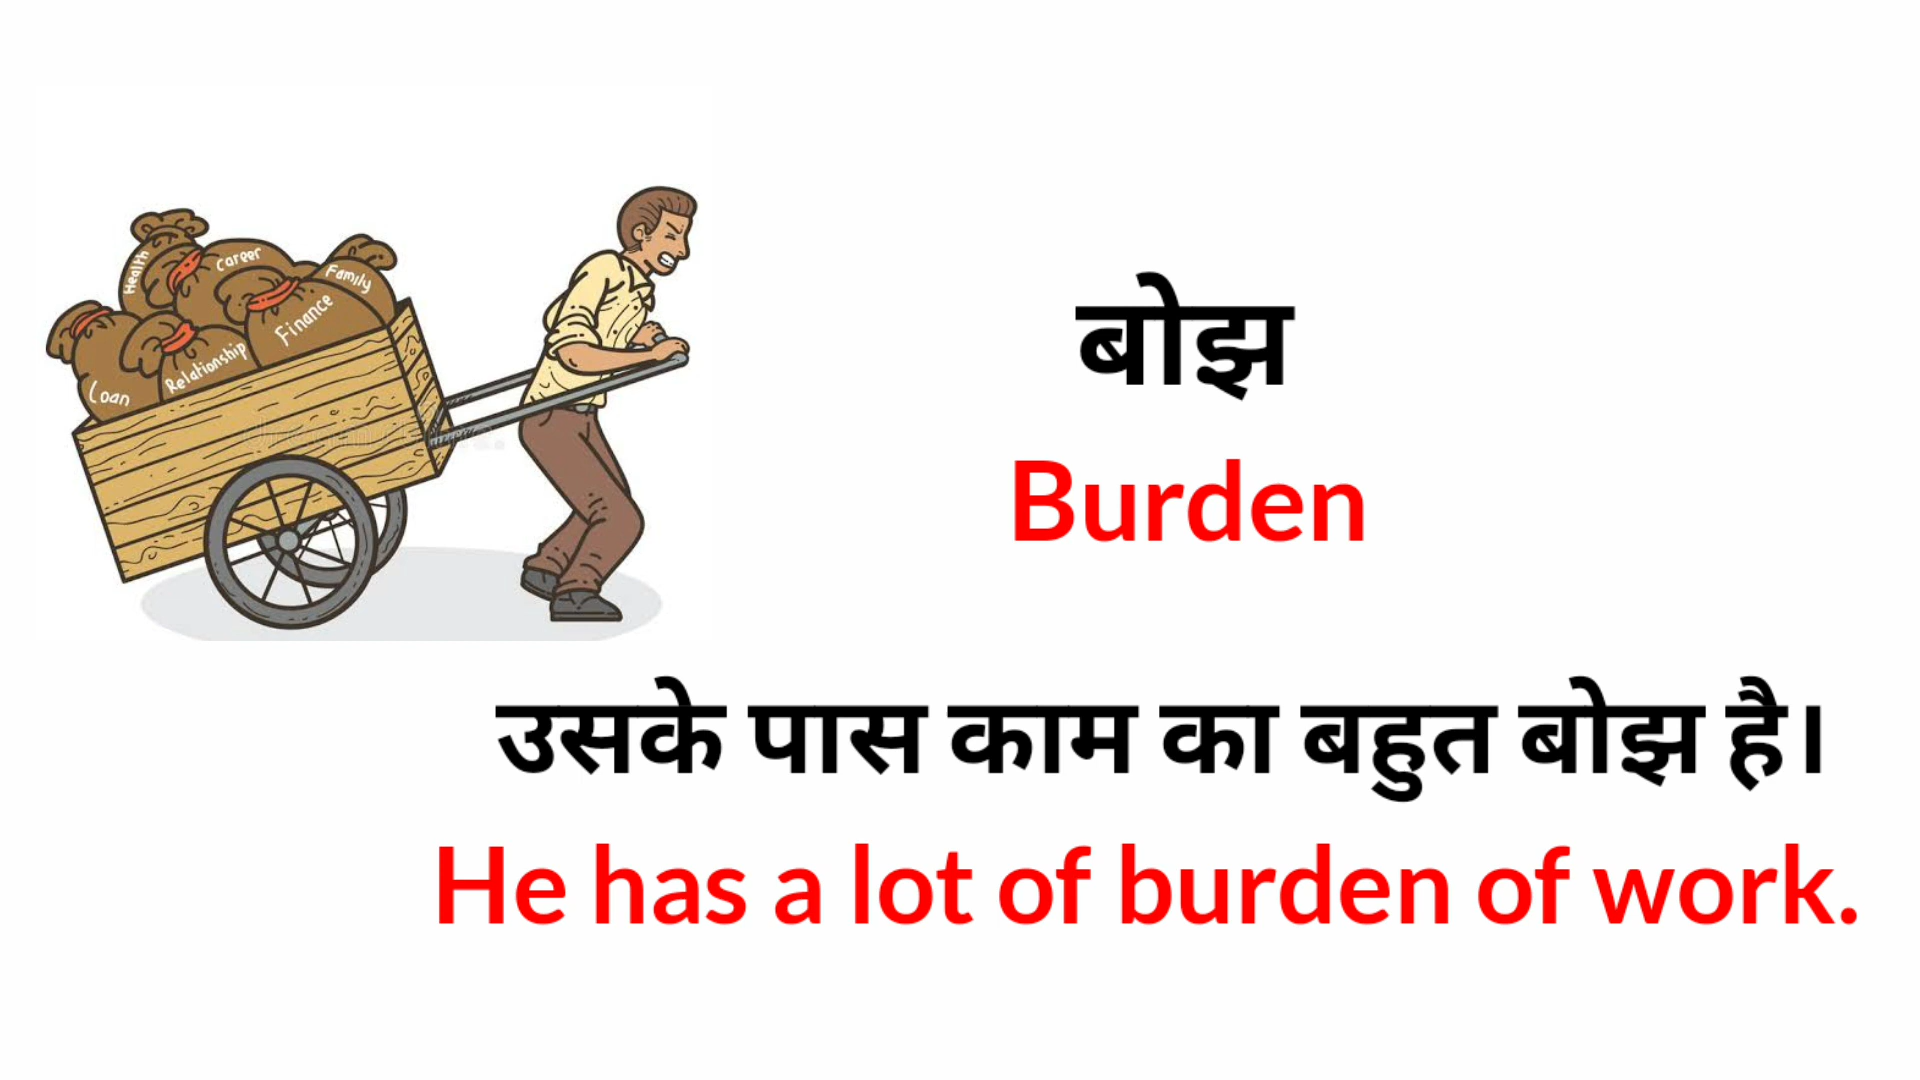 Health
Career
Family
Finance
Relationship
Loan
बोझ
Burden
उसके पास काम का बहुत बोझ है।
He has a lot of burden of work.